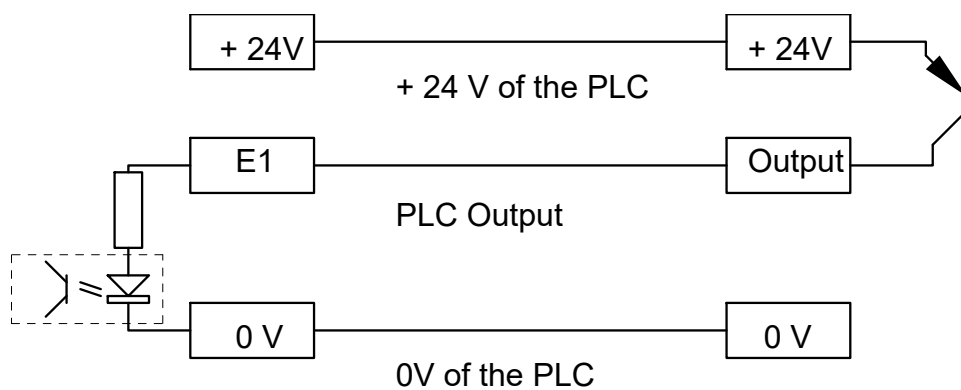 + 24V
+ 24V
+ 24 V of the PLC
E1
Output
PLC Output
0 V
0 V
0V of the PLC